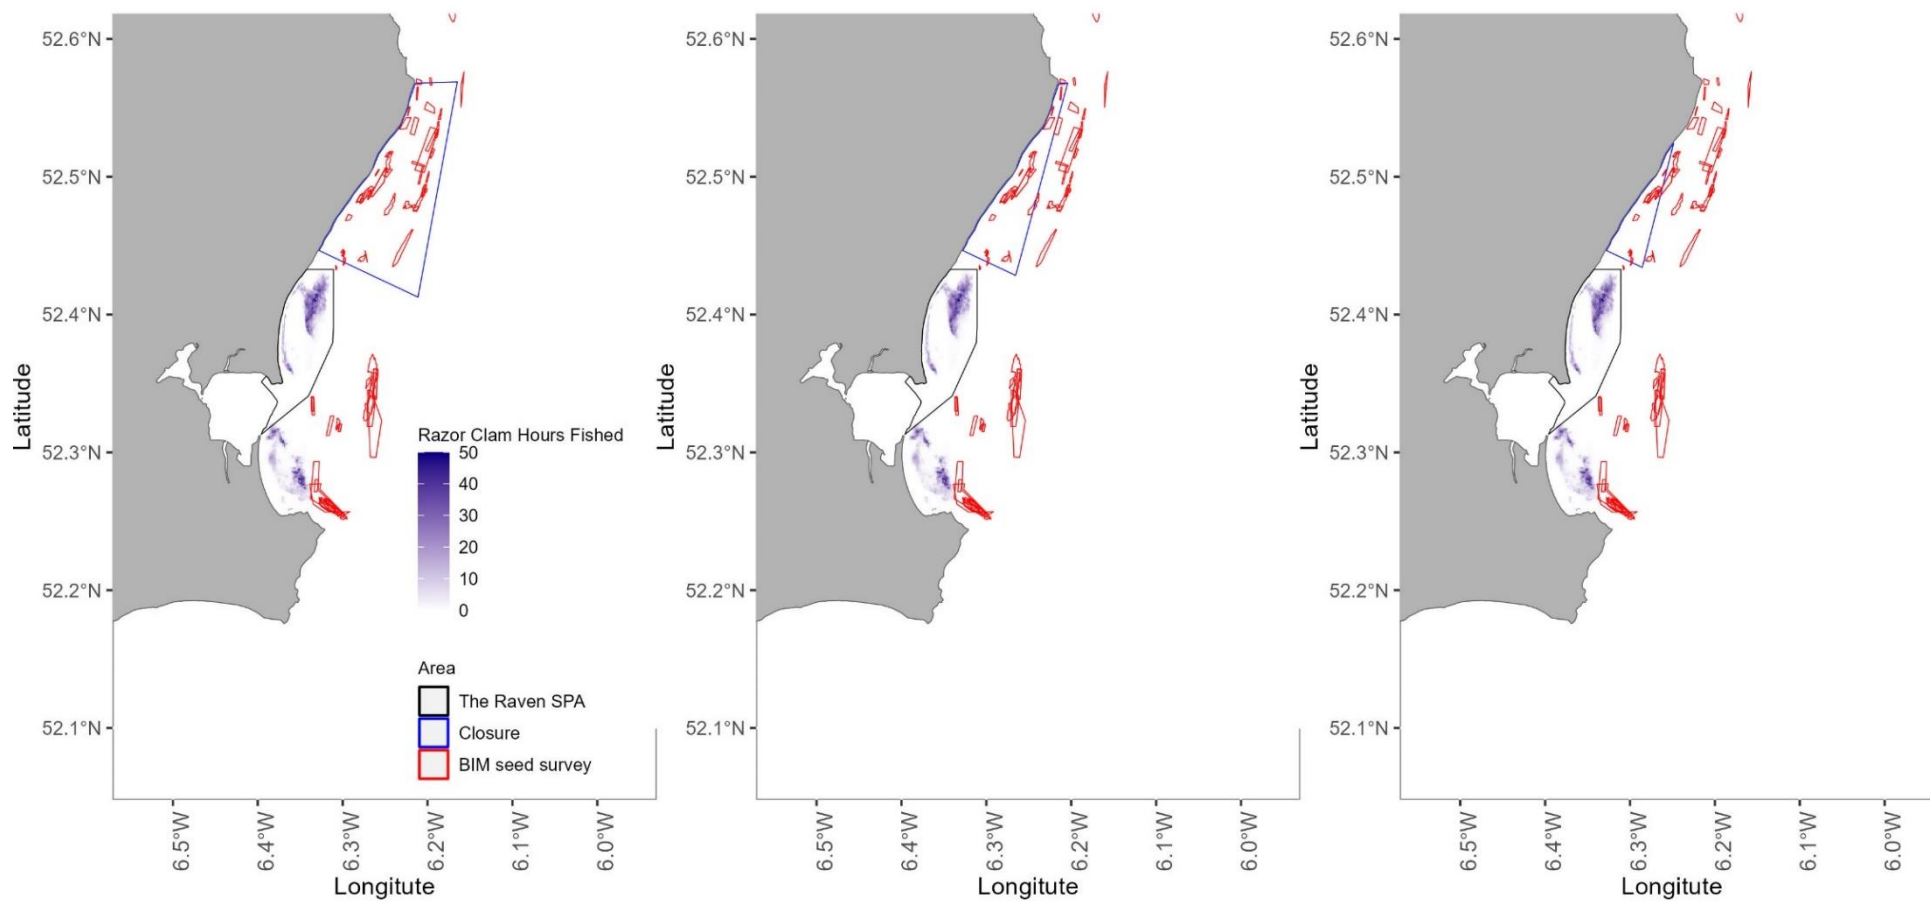 52.6°N
52.5°N
52.4°N
52.3°N
52.2°N
52.1°N
Latitude
6.5°W
6.4°W
6.3°W
6.2°W
6.1°W
6.0°W
Longitute
Razor Clam Hours Fished
50
40
30
20
10
0
Area
The Raven SPA
Closure
BIM seed survey
52.6°N
52.5°N
52.4°N
52.3°N
52.2°N
52.1°N
Latitude
6.5°W
6.4°W
6.3°W
6.2°W
6.1°W
6.0°W
Longitute
52.6°N
52.5°N
52.4°N
52.3°N
52.2°N
52.1°N
Latitude
6.5°W
6.4°W
6.3°W
6.2°W
6.1°W
6.0°W
Longitute